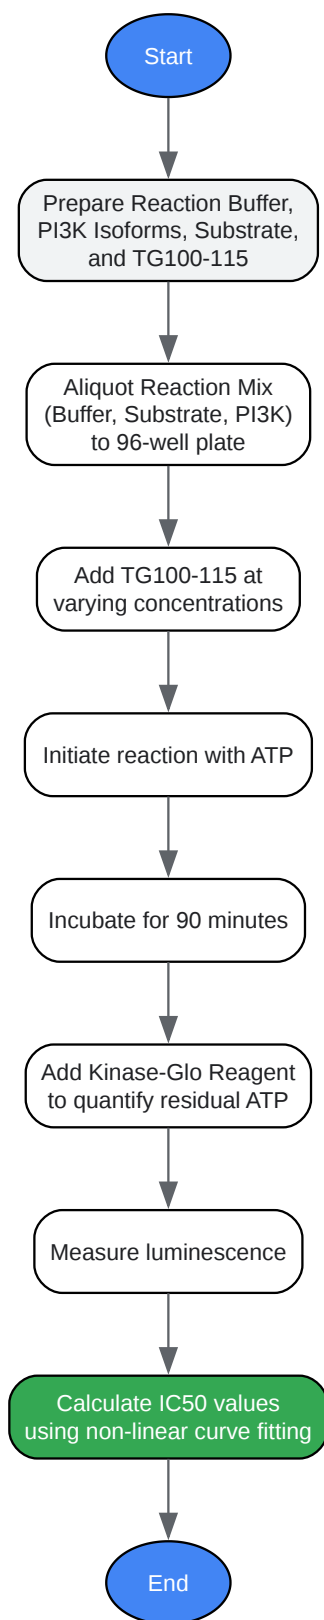 Start
Prepare Reaction Buffer,
PI3K Isoforms, Substrate,
and TG100-115
Aliquot Reaction Mix
(Buffer, Substrate, PI3K)
to 96-well plate
Add TG100-115 at
varying concentrations
Initiate reaction with ATP
Incubate for 90 minutes
Add Kinase-Glo Reagent
to quantify residual ATP
Measure luminescence
Calculate IC50 values
using non-linear curve fitting
End